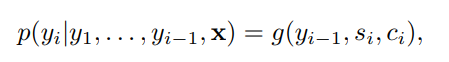 p(y_i|y_1, . . . , y_{i−1}, x) = g(y_{i−1}, s_i, c_i),